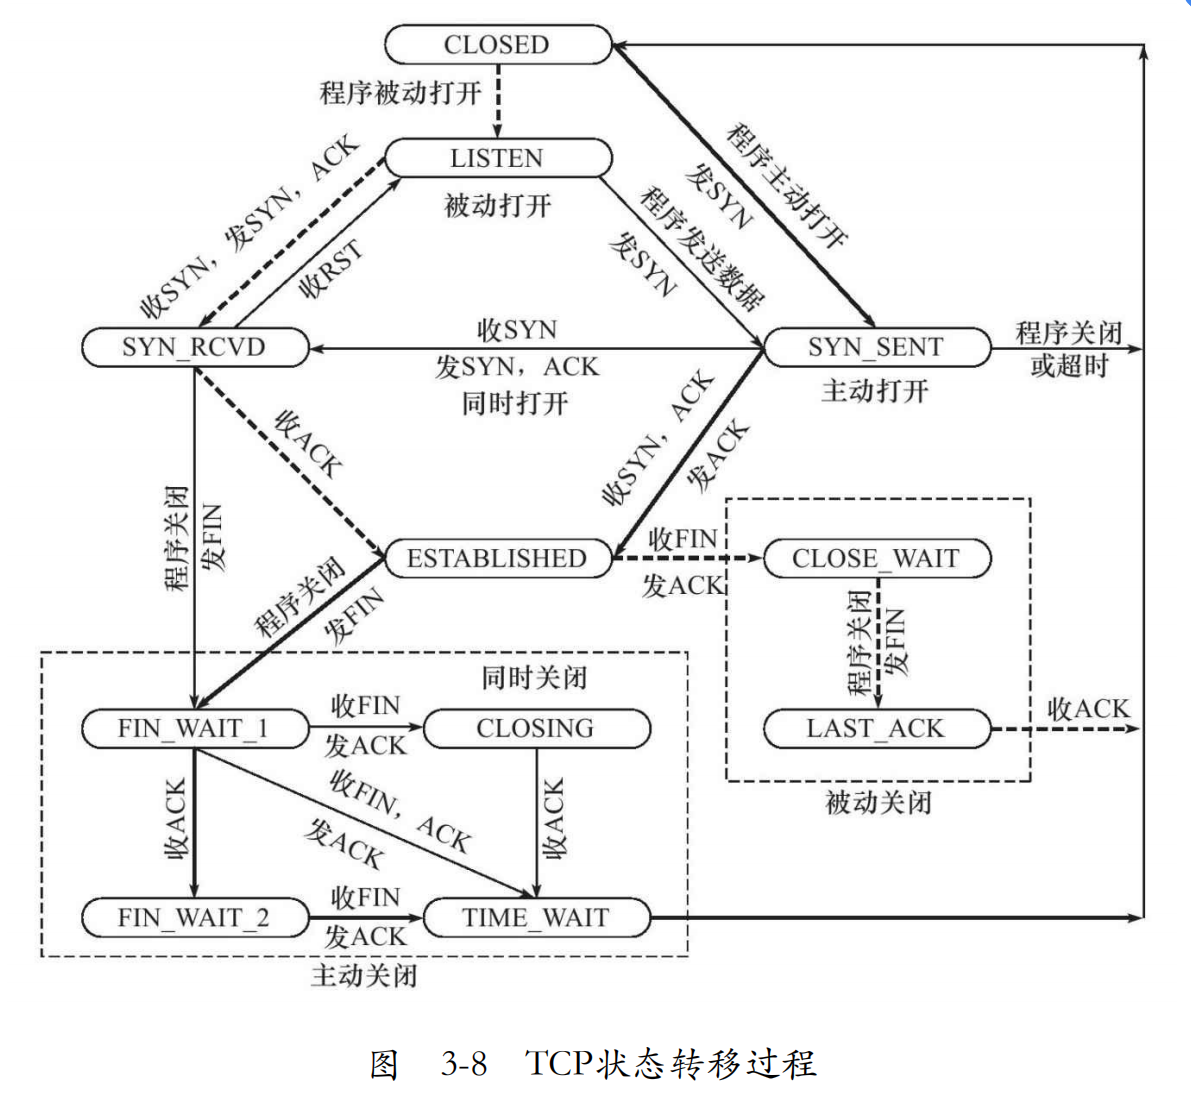 CLOSED
程序被动打开
LISTEN
被动打开
收SYN，发SYN，ACK
收RST
程序主动打开
发SYN
程序发送数据
发SYN
SYN_RCVD
收SYN
发SYN，ACK
同时打开
SYN_SENT
主动打开
程序关闭
或超时
收ACK
收SYN，ACK
发ACK
程序关闭
发FIN
ESTABLISHED
收FIN
发ACK
CLOSE_WAIT
程序关闭
发FIN
程序关闭
发FIN
LAST_ACK
收ACK
被动关闭
同时关闭
FIN_WAIT_1
收FIN
发ACK
CLOSING
收ACK
收FIN，ACK
发ACK
收ACK
FIN_WAIT_2
收FIN
发ACK
TIME_WAIT
主动关闭
图 3-8 TCP状态转移过程